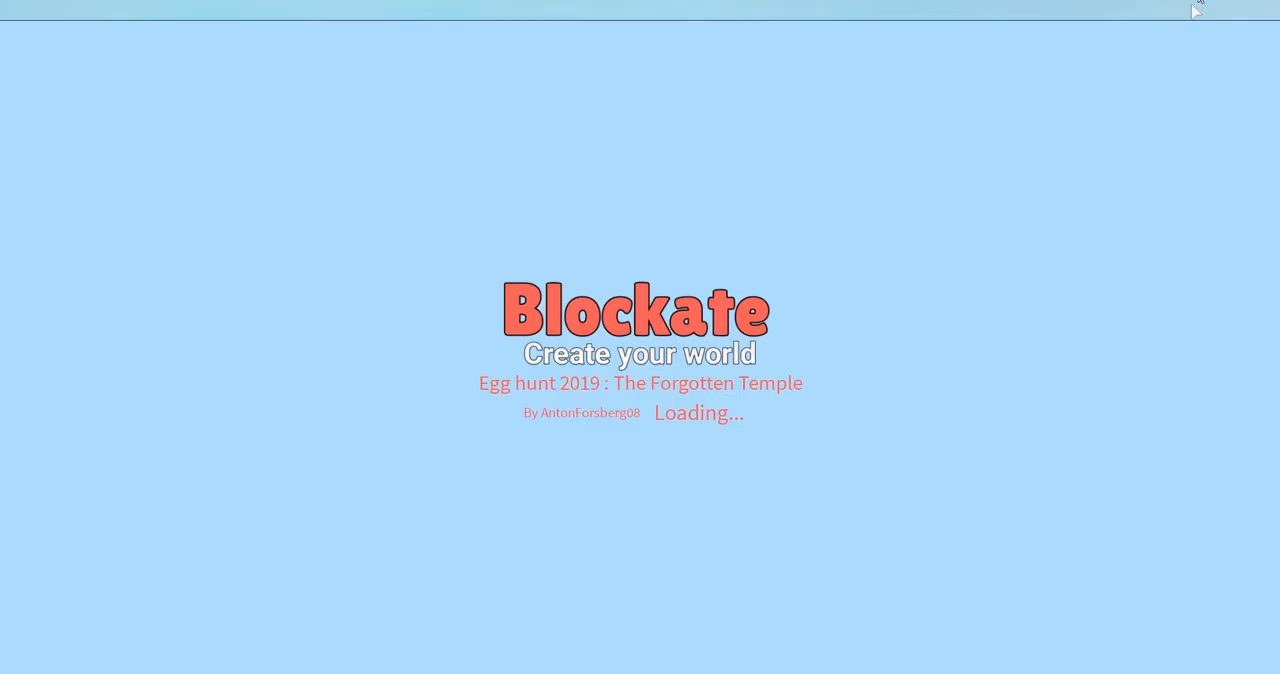 Blockate
Create your world
Egg hunt 2019 : The Forgotten Temple
By AntonForsberg08 Loading...